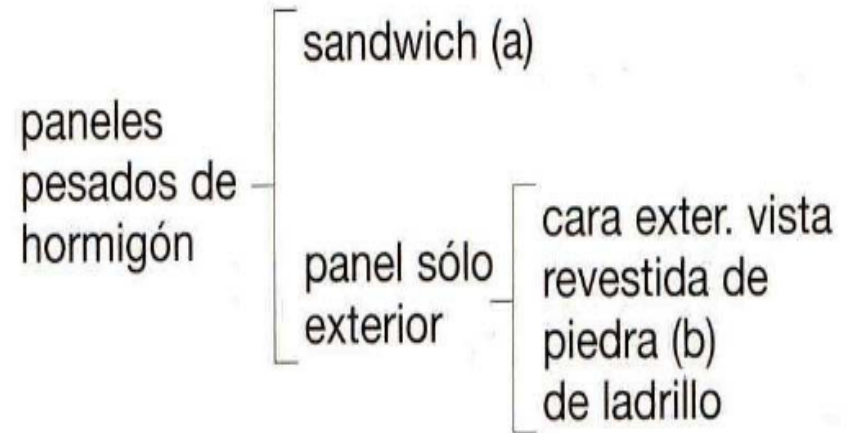 paneles
pesados de
hormigón
sandwich (a)
panel sólo
exterior
cara exter. vista
revestida de
piedra (b)
de ladrillo